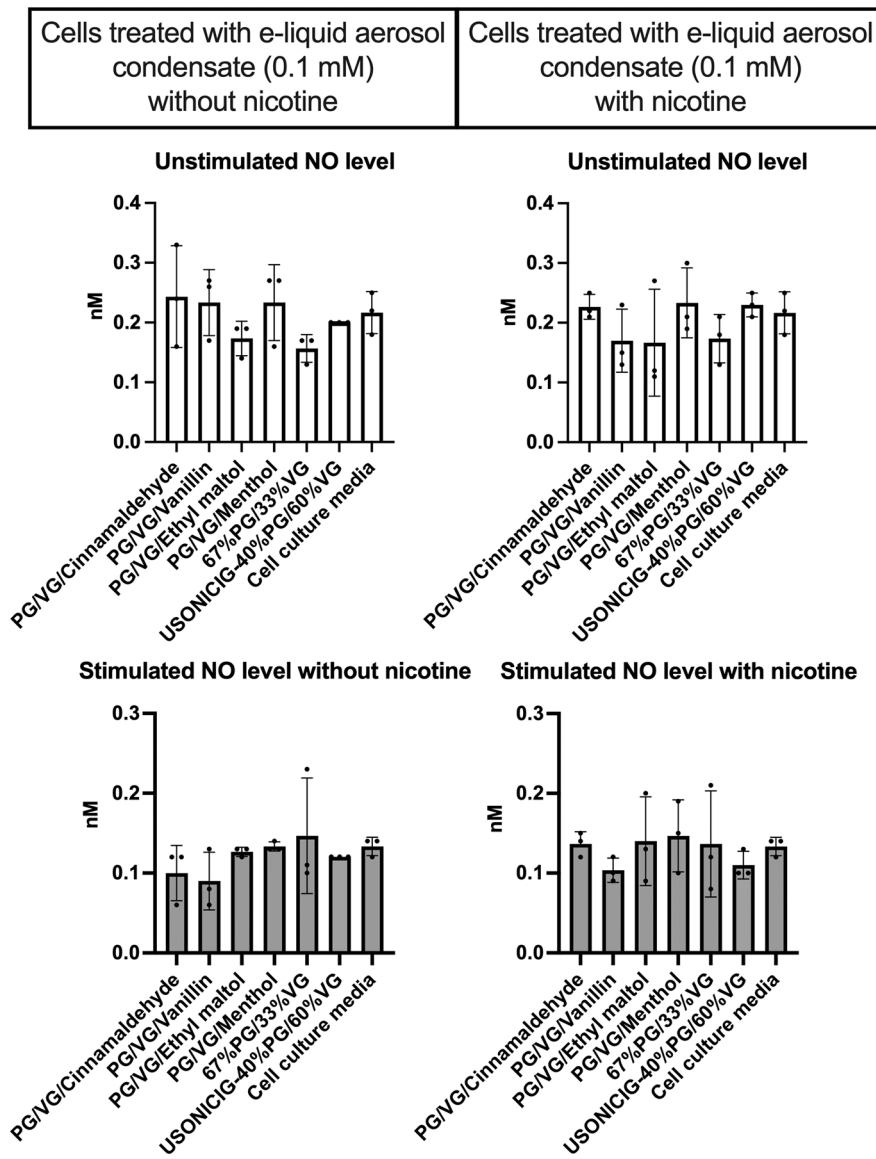 Cells treated with e-liquid aerosol
condensate (0.1 mM)
without nicotine
Cells treated with e-liquid aerosol
condensate (0.1 mM)
with nicotine
Unstimulated NO level
nM
0.4
0.3
0.2
0.1
0.0
PG/VG/Cinnamaldehyde
PG/VG/Vanillin
PG/VG/Ethyl maltol
PG/VG/Menthol
67%PG/33%VG
USONICIG-40%PG/60%VG
Cell culture media
Unstimulated NO level
nM
0.4
0.3
0.2
0.1
0.0
PG/VG/Cinnamaldehyde
PG/VG/Vanillin
PG/VG/Ethyl maltol
PG/VG/Menthol
67%PG/33%VG
USONICIG-40%PG/60%VG
Cell culture media
Stimulated NO level without nicotine
nM
0.3
0.2
0.1
0.0
PG/VG/Cinnamaldehyde
PG/VG/Vanillin
PG/VG/Ethyl maltol
PG/VG/Menthol
67%PG/33%VG
USONICIG-40%PG/60%VG
Cell culture media
Stimulated NO level with nicotine
nM
0.3
0.2
0.1
0.0
PG/VG/Cinnamaldehyde
PG/VG/Vanillin
PG/VG/Ethyl maltol
PG/VG/Menthol
67%PG/33%VG
USONICIG-40%PG/60%VG
Cell culture media